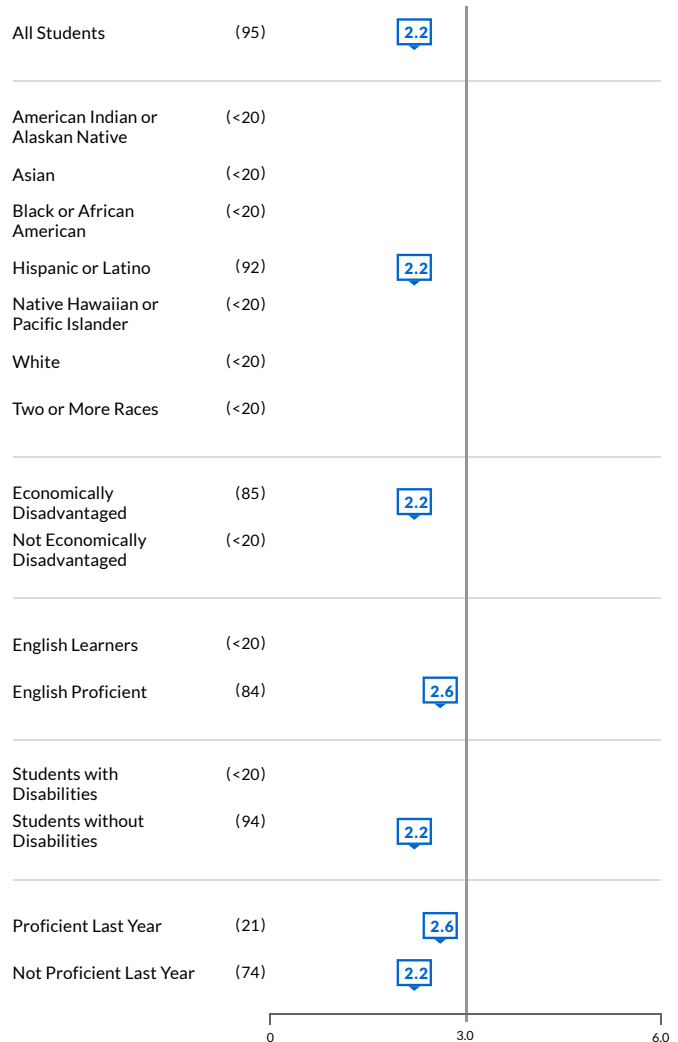 All Students (95) 2.2
American Indian or (<20)
Alaskan Native
Asian (<20)
Black or African (<20)
American
Hispanic or Latino (92) 2.2
Native Hawaiian or (<20)
Pacific Islander
White (<20)
Two or More Races (<20)
Economically (85) 2.2
Disadvantaged
Not Economically (<20)
Disadvantaged
English Learners (<20)
English Proficient (84) 2.6
Students with (<20)
Disabilities
Students without (94) 2.2
Disabilities
Proficient Last Year (21) 2.6
Not Proficient Last Year (74) 2.2
0 3.0 6.0